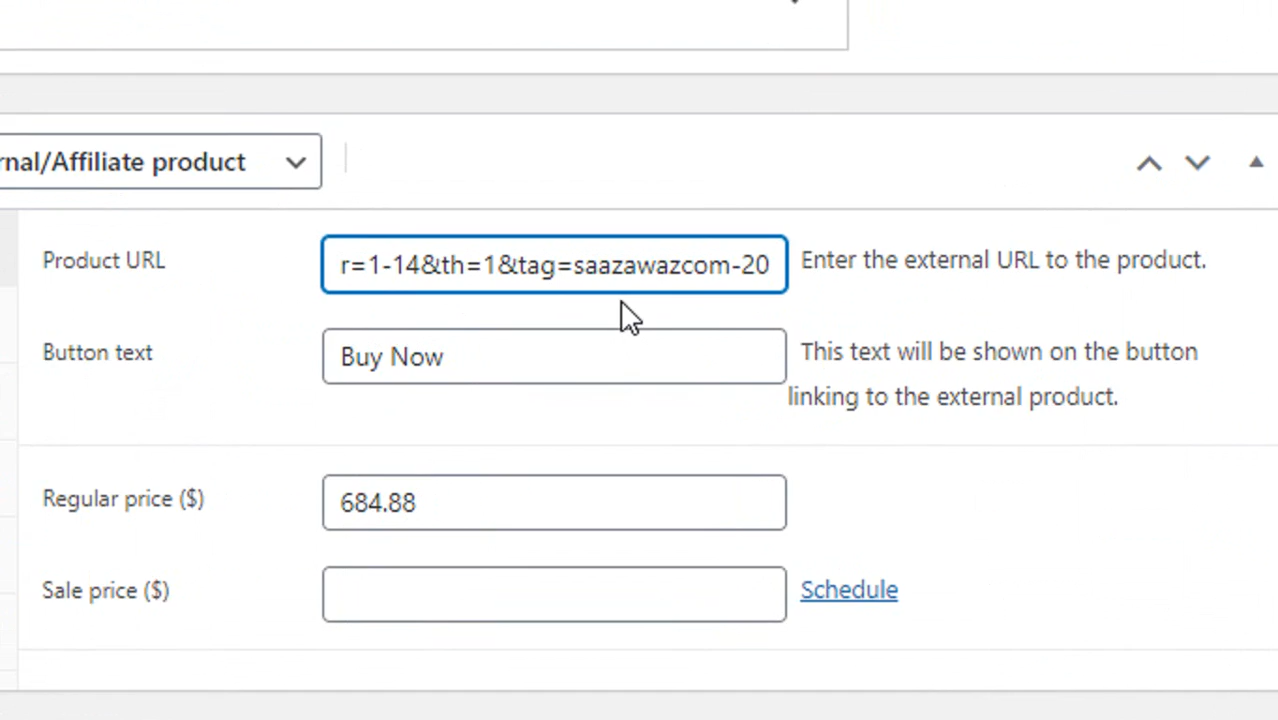 rnal/Affiliate product
Product URL
r=1-14&th=1&tag=saazawazcom-20
Enter the external URL to the product.
Button text
Buy Now
This text will be shown on the button
linking to the external product.
Regular price ($)
684.88
Sale price ($)
Schedule